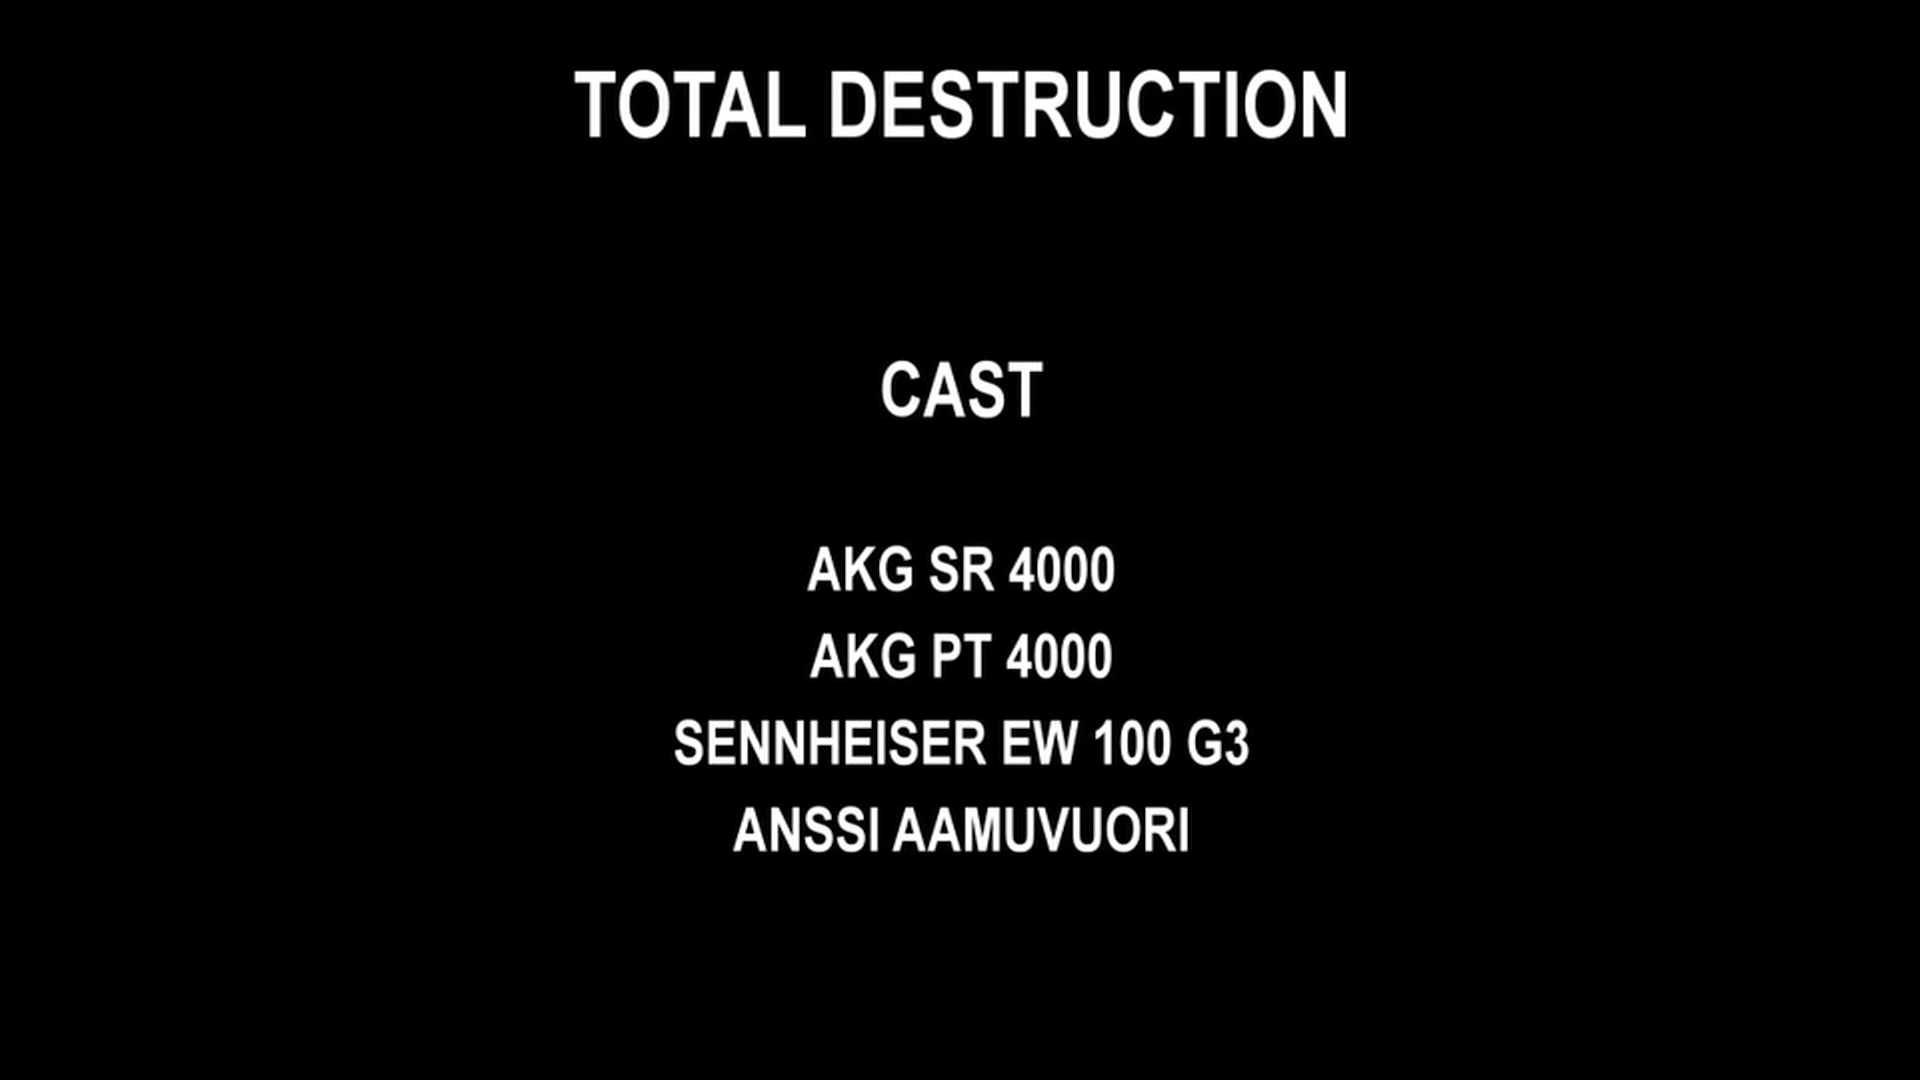 TOTAL DESTRUCTION
CAST
AKG SR 4000
AKG PT 4000
SENNHEISER EW 100 G3
ANSSI AAMUVUORI